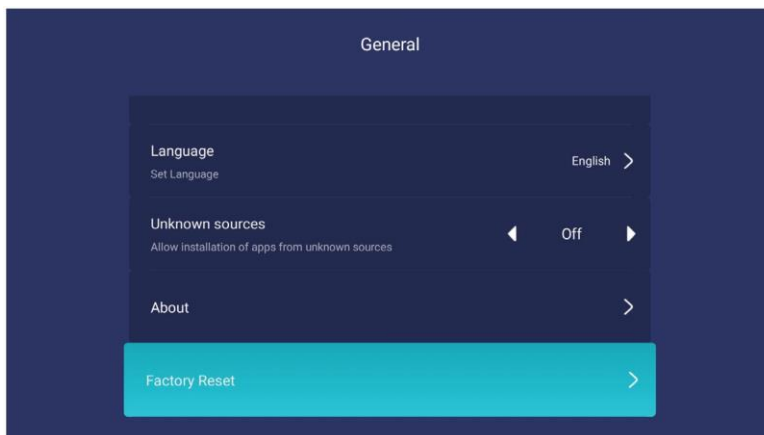 General
Language
Set Language
English
Unknown sources
Allow installation of apps from unknown sources
Off
About
Factory Reset